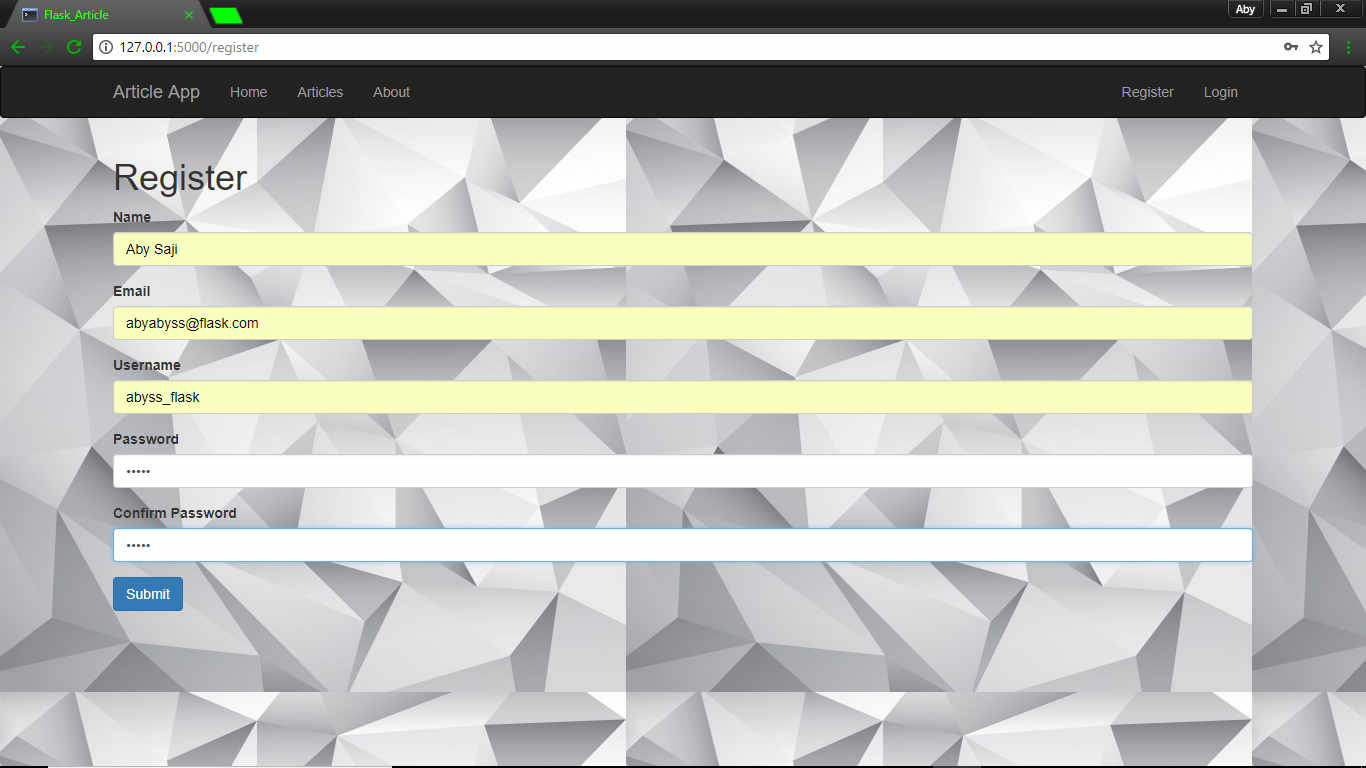 Flask_Article
Aby
127.0.0.1:5000/register
Article App Home Articles About Register Login
Register
Name
Aby Saji
Email
abyabyss@flask.com
Username
abyss_flask
Password
•••••
Confirm Password
•••••
Submit